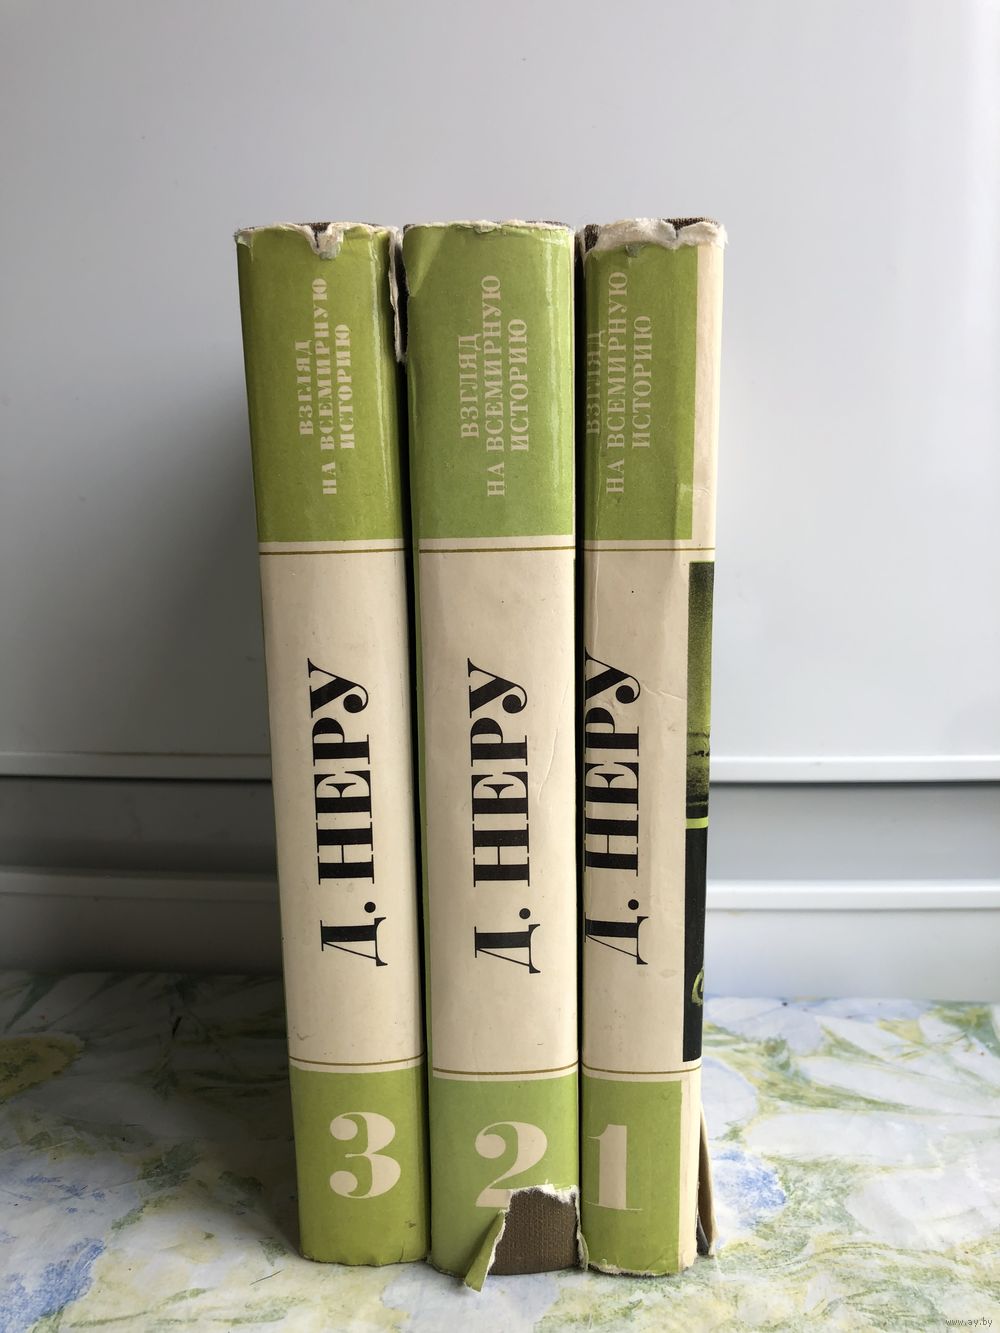 ВЗГЛЯД
НА ВСЕМИРНУЮ
ИСТОРИЮ
Д. НЕРУ
3
ВЗГЛЯД
НА ВСЕМИРНУЮ
ИСТОРИЮ
Д. НЕРУ
2
ВЗГЛЯД
НА ВСЕМИРНУЮ
ИСТОРИЮ
Д. НЕРУ
1
www.ay.by